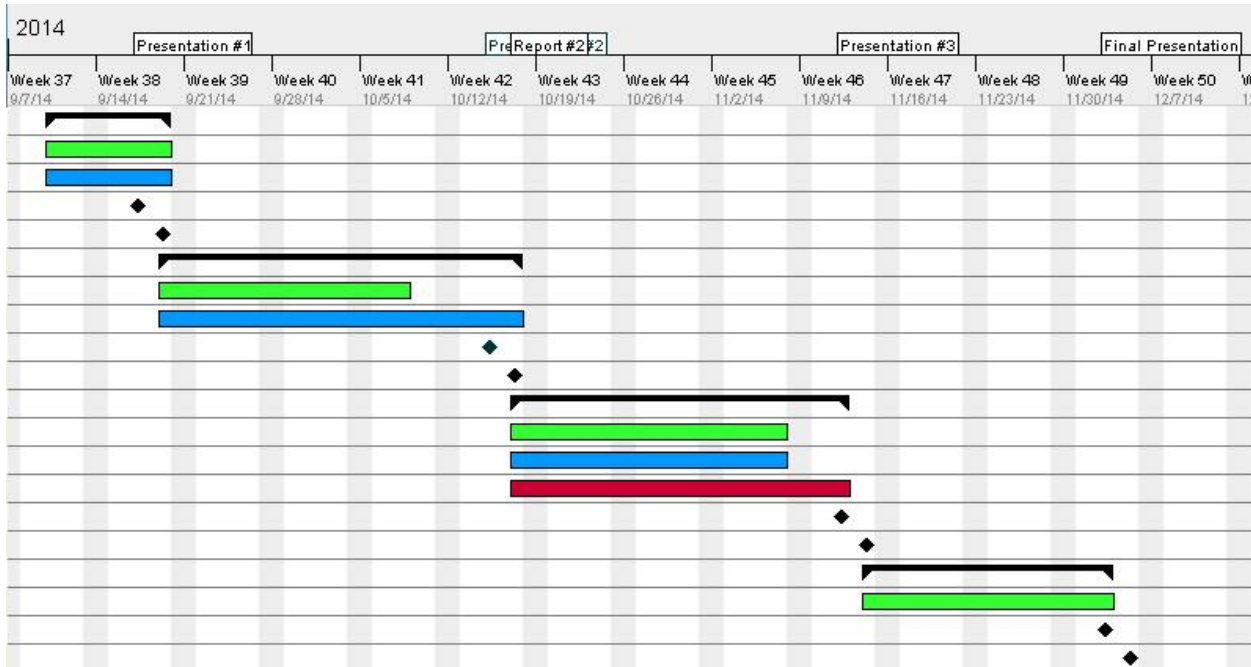 2014
Presentation #1
Pre
Report #2
#2
Presentation #3
Final Presentation
Week 37 Week 38 Week 39 Week 40 Week 41 Week 42 Week 43 Week 44 Week 45 Week 46 Week 47 Week 48 Week 49 Week 50 W
9/7/14 9/14/14 9/21/14 9/28/14 10/5/14 10/12/14 10/19/14 10/26/14 11/2/14 11/9/14 11/16/14 11/23/14 11/30/14 12/7/14